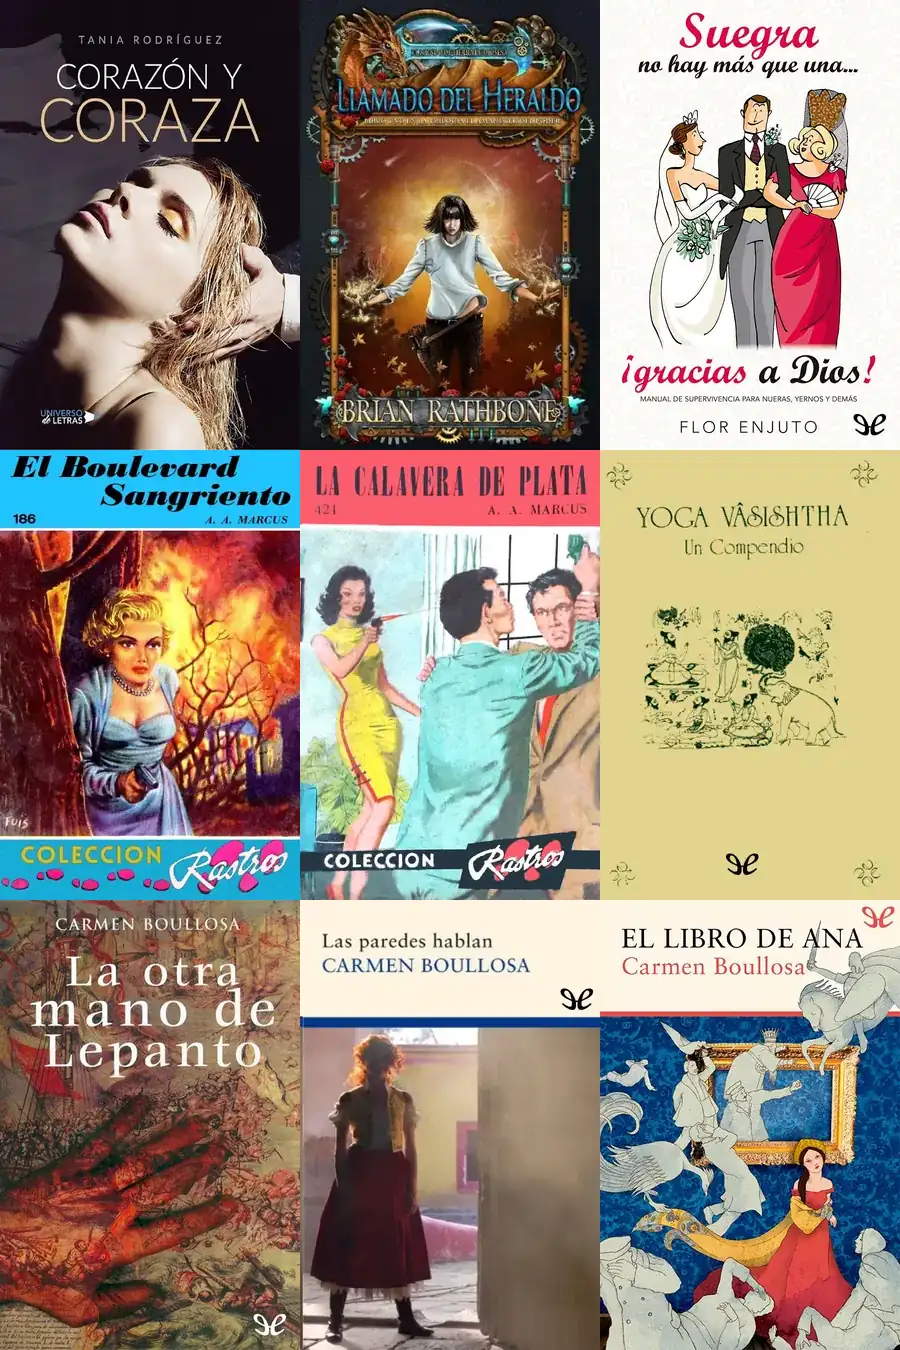 TANIA RODRÍGUEZ
CORAZÓN Y
CORAZA
UNIVERSO
de LETRAS
LLAMADO DEL HERALDO
BRIAN RATHBONE
Suegra
no hay más que una...
¡gracias a Dios!
MANUAL DE SUPERVIVENCIA PARA NUERAS, YERNOS Y DEMÁS
FLOR ENJUTO
El Boulevard
Sangriento
186
A. A. MARCUS
FUIS
COLECCION
Rastros
LA CALAVERA DE PLATA
421
A. A. MARCUS
COLECCION
Rastros
YOGA VÂSISHTHA
Un Compendio
CARMEN BOULLOSA
La otra
mano de
Lepanto
Las paredes hablan
CARMEN BOULLOSA
EL LIBRO DE ANA
Carmen Boullosa